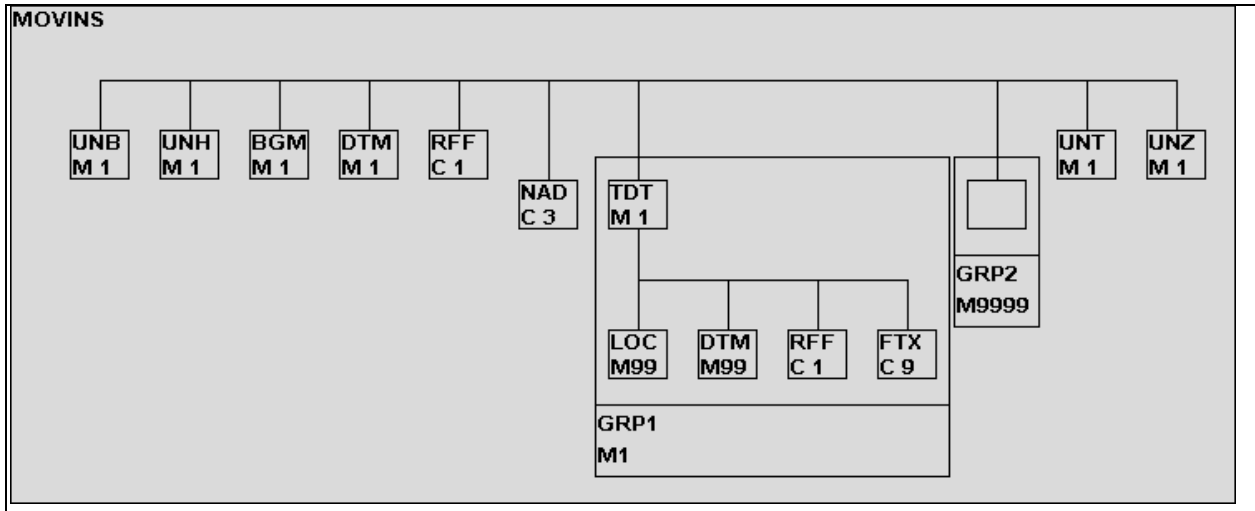 MOVINS
UNB
M 1
UNH
M 1
BGM
M 1
DTM
M 1
RFF
C 1
NAD
C 3
TDT
M 1
LOC
M99
DTM
M99
RFF
C 1
FTX
C 9
GRP1
M1
GRP2
M9999
UNT
M 1
UNZ
M 1